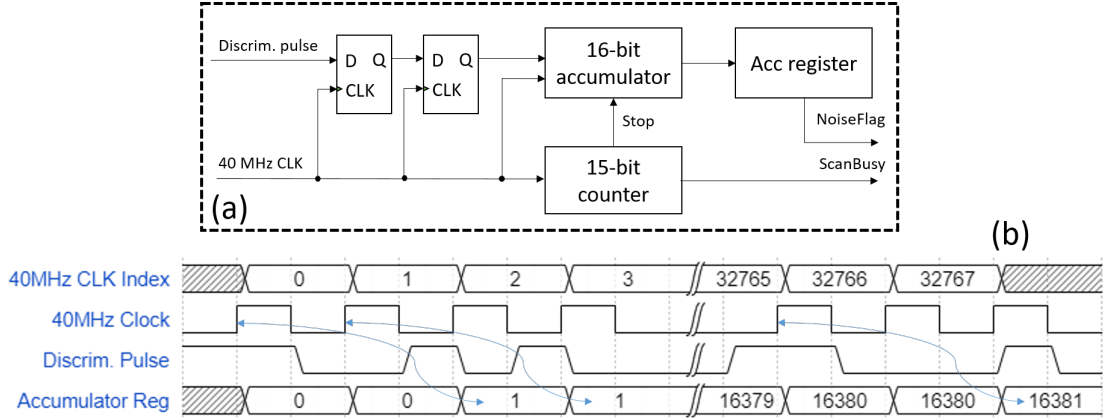 Discrim. pulse
D Q
CLK
D Q
CLK
16-bit
accumulator
Acc register
Stop
NoiseFlag
40 MHz CLK
15-bit
counter
ScanBusy
(a)
(b)
40MHz CLK Index 0 1 2 3 32765 32766 32767
40MHz Clock
Discrim. Pulse
Accumulator Reg 0 0 1 1 16379 16380 16380 16381